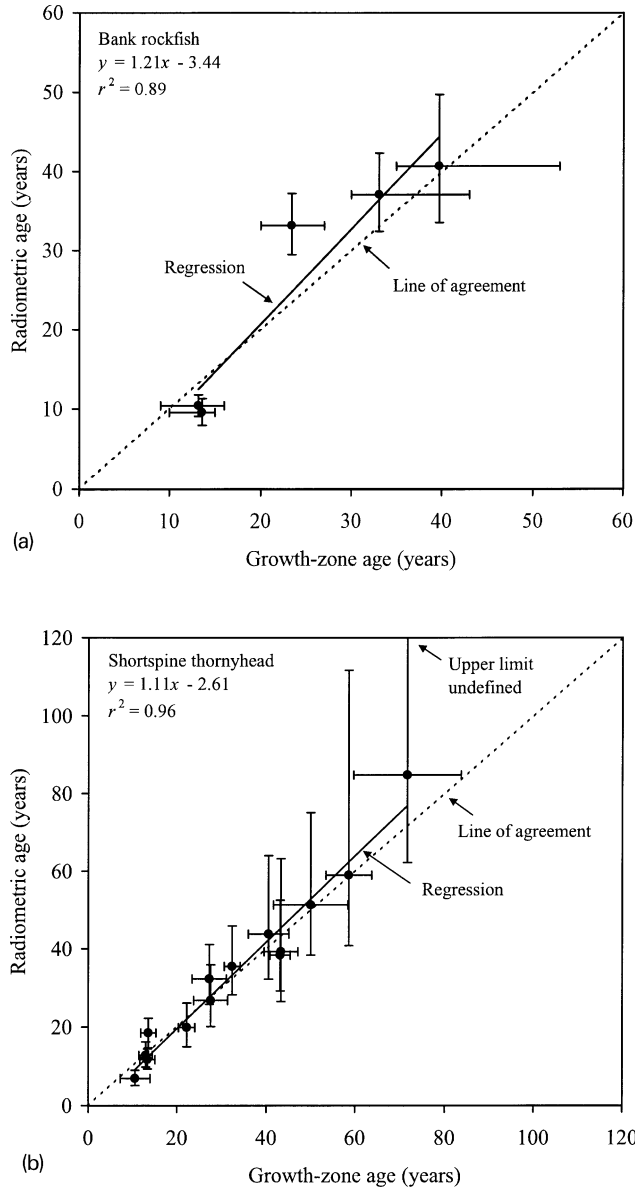 60
Bank rockfish
y = 1.21x - 3.44
r² = 0.89
50
40
30
20
10
0
Radiometric age (years)
Regression
Line of agreement
0 10 20 30 40 50 60
Growth-zone age (years)
(a)
120
Shortspine thornyhead
y = 1.11x - 2.61
r² = 0.96
Upper limit
undefined
100
80
60
40
20
0
Radiometric age (years)
Line of agreement
Regression
0 20 40 60 80 100 120
Growth-zone age (years)
(b)